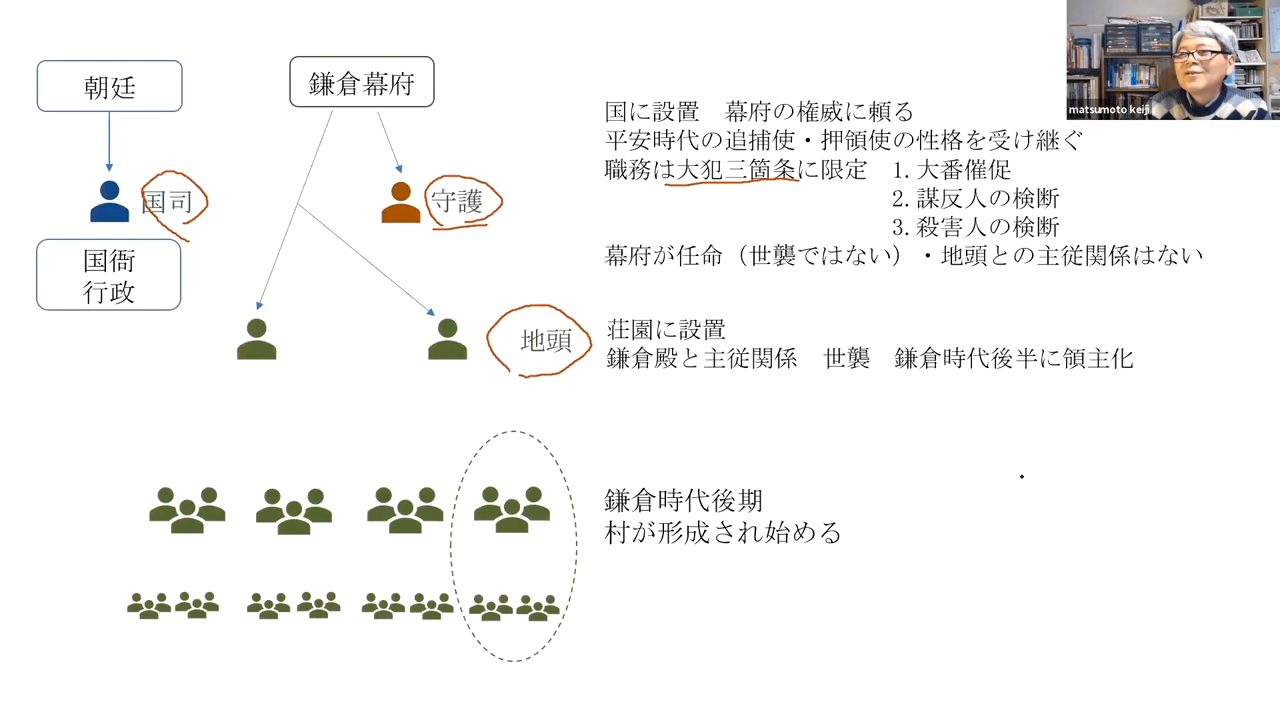 朝廷
鎌倉幕府
国司
守護
国衙
行政
国に設置　幕府の権威に頼る
平安時代の追捕使・押領使の性格を受け継ぐ
職務は大犯三箇条に限定　1. 大番催促
2. 謀反人の検断
3. 殺害人の検断
幕府が任命（世襲ではない）・地頭との主従関係はない
地頭
荘園に設置
鎌倉殿と主従関係　世襲　鎌倉時代後半に領主化
鎌倉時代後期
村が形成され始める
matsumoto keiji